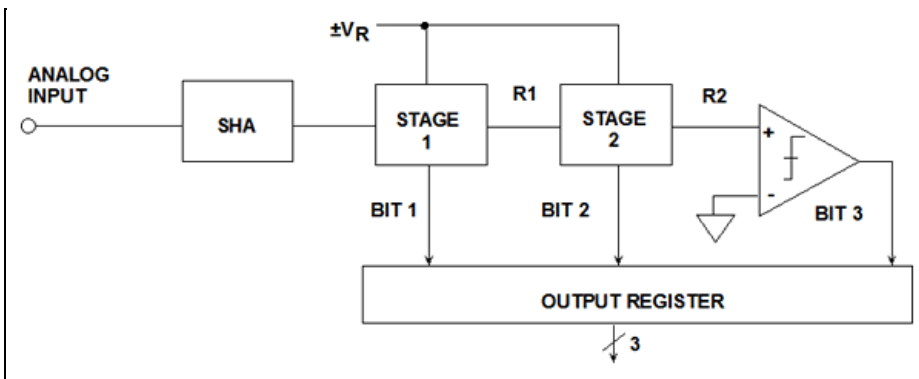 ±VR
ANALOG
INPUT
SHA
STAGE
1
R1
STAGE
2
R2
+
-
BIT 1
BIT 2
BIT 3
OUTPUT REGISTER
3